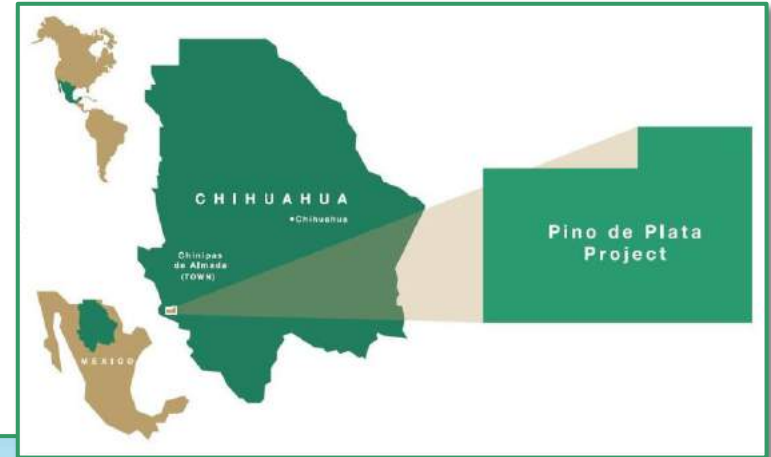 CHIHUAHUA
•Chihuahua
Chinipas
de Almada
(TOWN)
Pino de Plata
Project
MEXICO